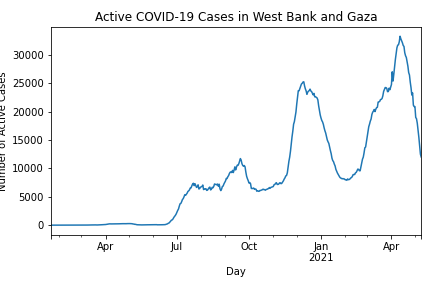 Active COVID-19 Cases in West Bank and Gaza
Number of Active Cases
30000
25000
20000
15000
10000
5000
0
Apr
Jul
Oct
Jan
2021
Apr
Day